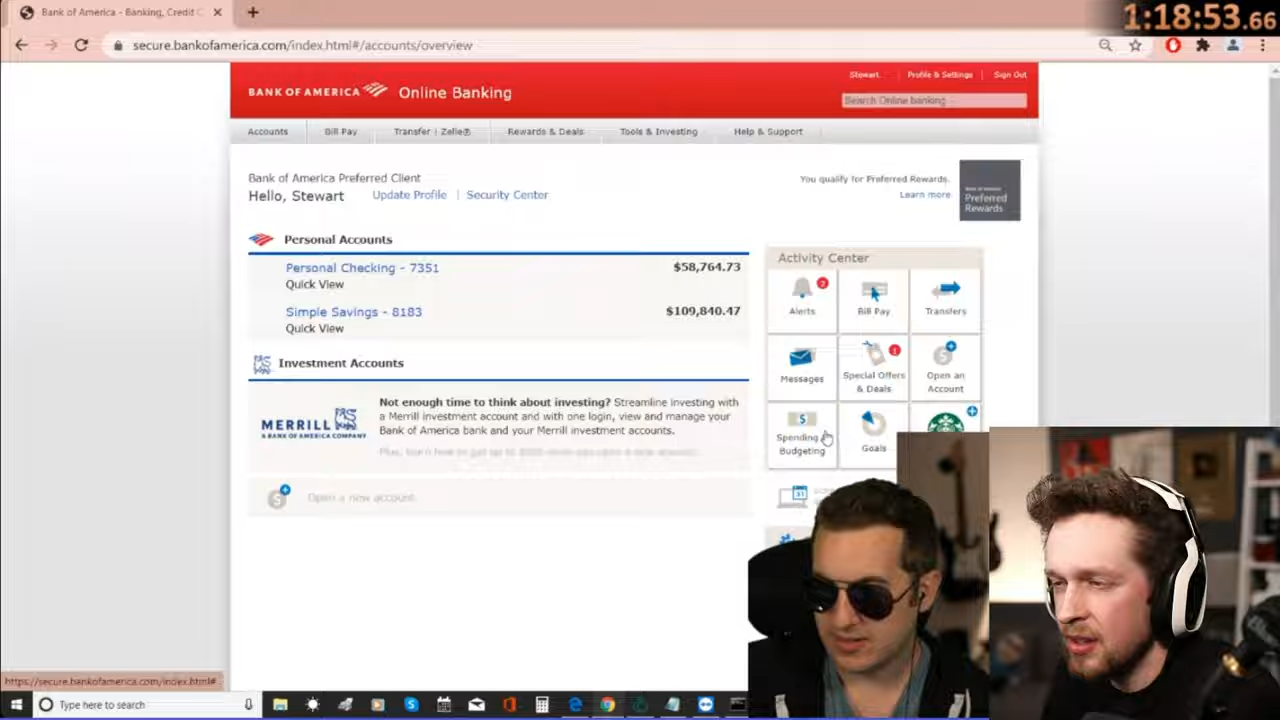 Bank of America - Banking, Credit C
1:18:53.66
secure.bankofamerica.com/index.html#/accounts/overview
Stewart.
Profile & Settings
Sign Out
BANK OF AMERICA
Online Banking
Search Online banking
Accounts
Bill Pay
Transfer | Zelle®
Rewards & Deals
Tools & Investing
Help & Support
Bank of America Preferred Client
Hello, Stewart
Update Profile
Security Center
You qualify for Preferred Rewards.
Learn more
Preferred
Rewards
Personal Accounts
Personal Checking - 7351
$58,764.73
Quick View
Simple Savings - 8183
$109,840.47
Quick View
Investment Accounts
MERRILL
A BANK OF AMERICA COMPANY
Not enough time to think about investing? Streamline investing with
a Merrill investment account and with one login, view and manage your
Bank of America bank and your Merrill investment accounts.
Open a new account
Activity Center
Alerts
Bill Pay
Transfers
Messages
Special Offers
& Deals
Open an
Account
Spending
Budgeting
Goals
31
https://secure.bankofamerica.com/index.html#
Type here to search